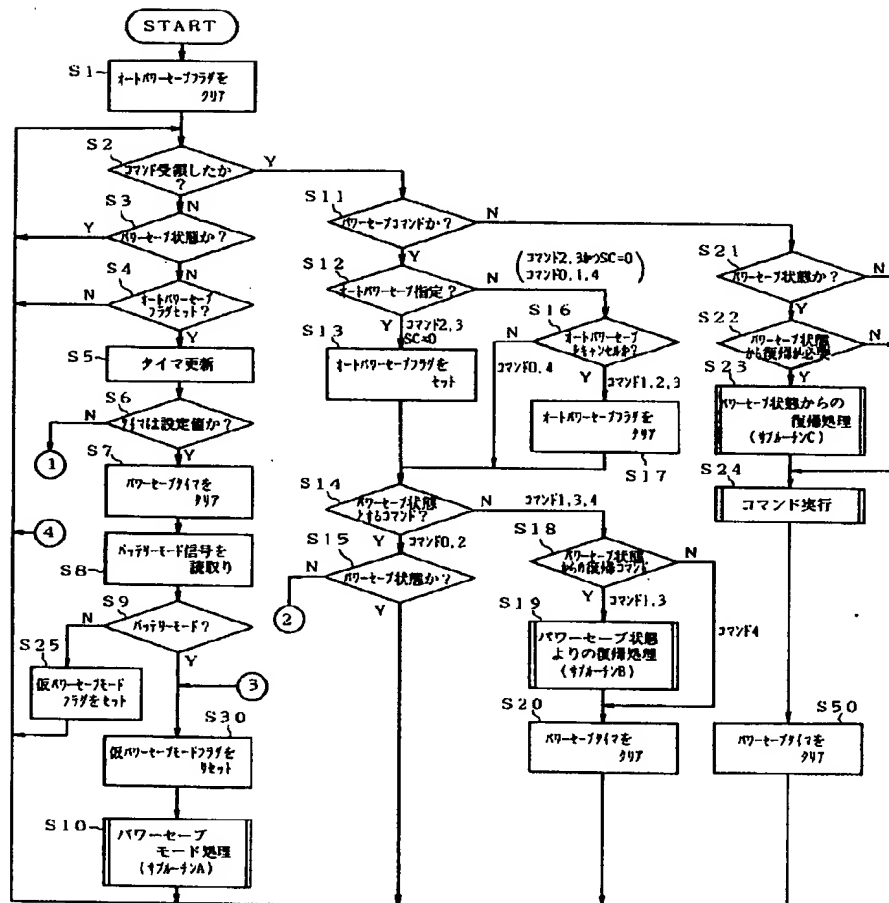 START
S1
オートパワーセーブフラグを
クリア
S2
コマンド受領したか
?
Y
N
S3
パワーセーブ状態か?
Y
N
S4
オートパワーセーブ
フラグセット?
N
Y
S5
タイマ更新
S6
タイマは設定値か?
N
Y
1
S7
パワーセーブタイマを
クリア
4
S8
バッテリーモード信号を
読取り
S9
バッテリーモード?
N
Y
S25
仮パワーセーブモード
フラグをセット
3
S30
仮パワーセーブモードフラグを
リセット
S10
パワーセーブ
モード処理
(サブルーチンA)
S11
パワーセーブコマンドか?
N
Y
S12
オートパワーセーブ指定?
N
(コマンド2,3かつSC=0)
(コマンド0,1,4)
Y
コマンド2,3
SC=0
S13
オートパワーセーブフラグを
セット
S16
オートパワーセーブ
をキャンセルか?
N
コマンド0,4
Y
コマンド1,2,3
オートパワーセーブフラグを
クリア
S17
S14
パワーセーブ状態
とするコマンド?
N
コマンド1,3,4
Y
コマンド0,2
S15
パワーセーブ状態か?
N
Y
2
S18
パワーセーブ状態
からの復帰コマンド
N
Y
コマンド1,3
コマンド4
S19
パワーセーブ状態
よりの復帰処理
(サブルーチンB)
S20
パワーセーブタイマを
クリア
S21
パワーセーブ状態か?
N
Y
S22
パワーセーブ状態
から復帰が必要
N
Y
S23
パワーセーブ状態からの
復帰処理
(サブルーチンC)
S24
コマンド実行
S50
パワーセーブタイマを
クリア